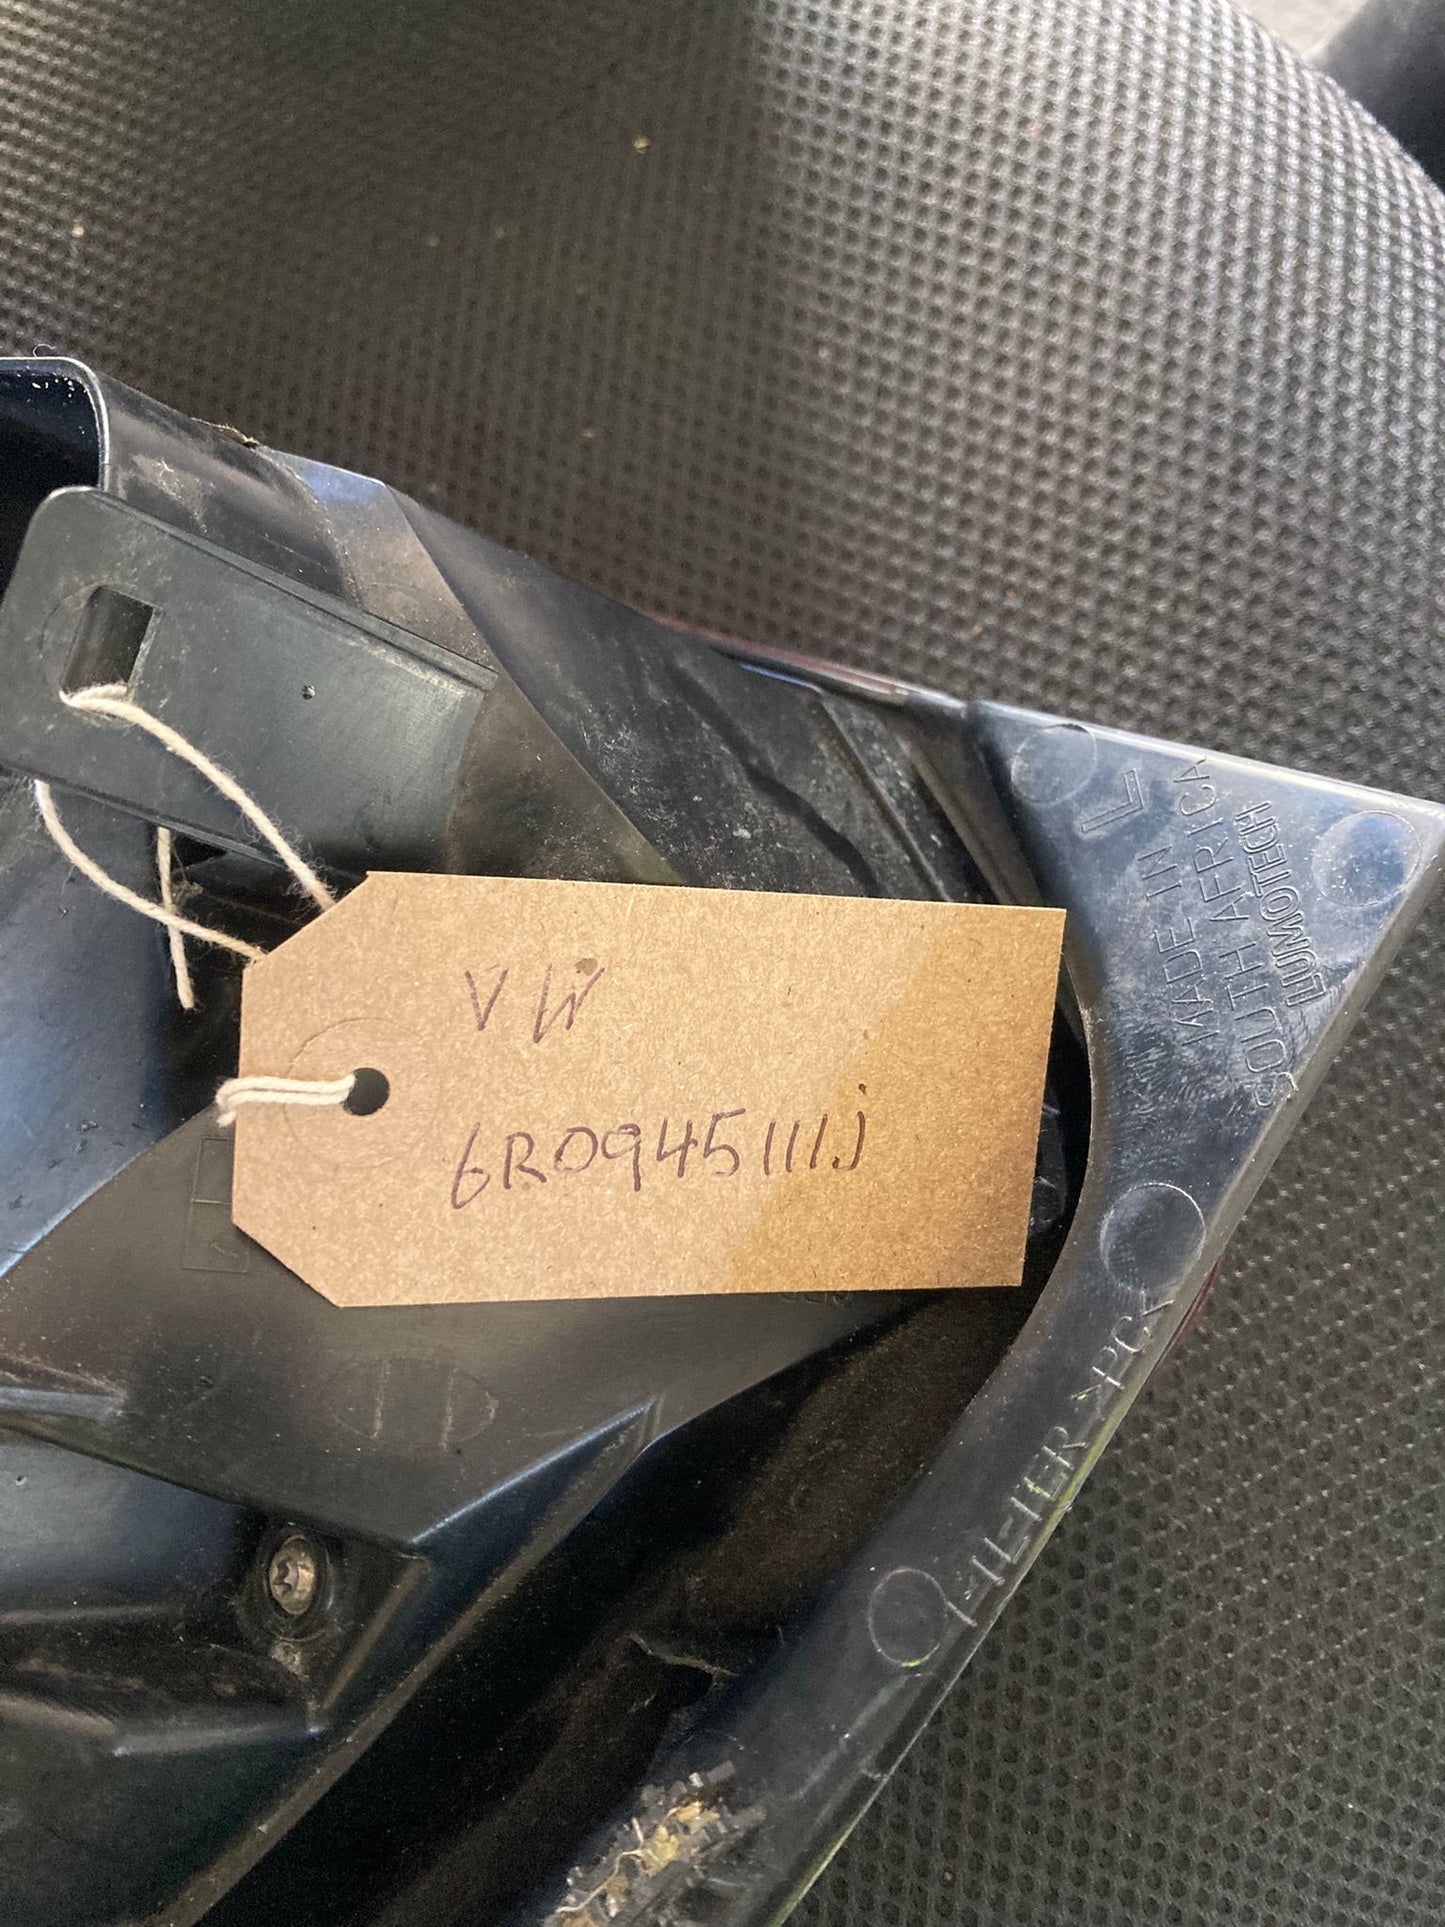 VW
6R0945111J
L
MADE IN
SOUTH AFRICA
LUMOTECH